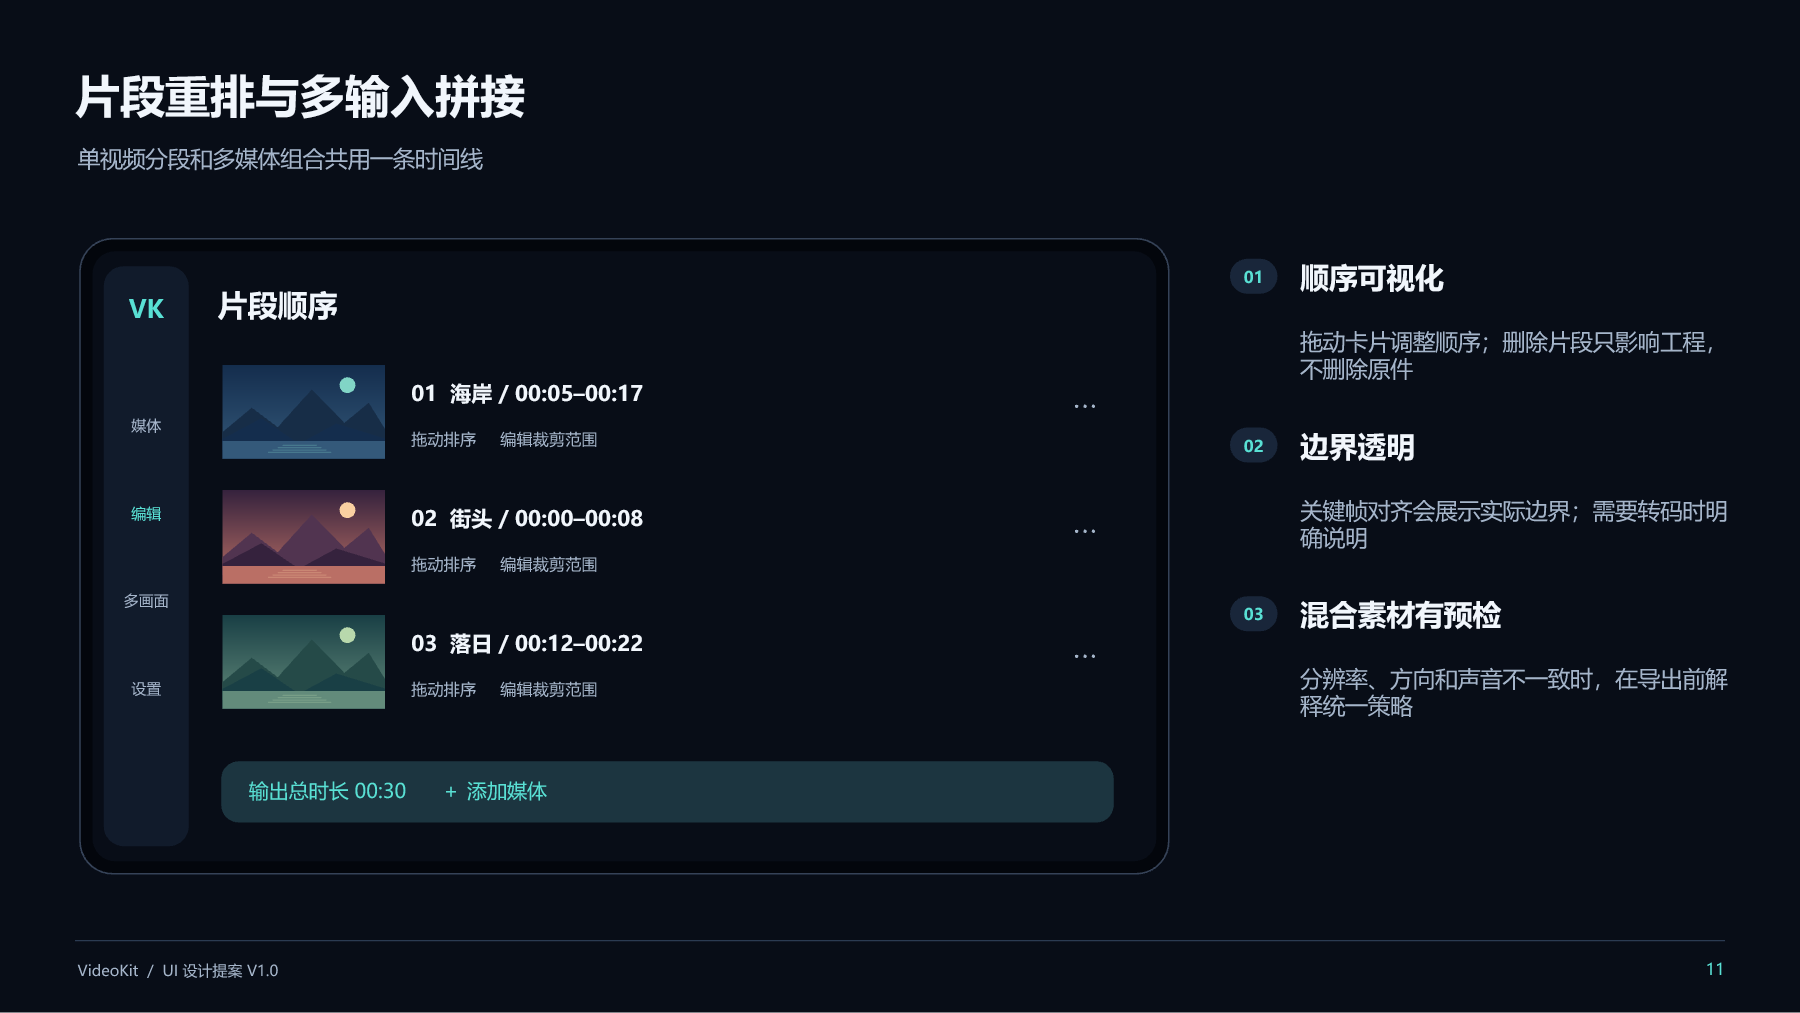 片段重排与多输入拼接
单视频分段和多媒体组合共用一条时间线
VK
媒体
编辑
多画面
设置
片段顺序
01 海岸 / 00:05–00:17
拖动排序 编辑裁剪范围
...
02 街头 / 00:00–00:08
拖动排序 编辑裁剪范围
...
03 落日 / 00:12–00:22
拖动排序 编辑裁剪范围
...
输出总时长 00:30 + 添加媒体
01 顺序可视化
拖动卡片调整顺序；删除片段只影响工程，
不删除原件
02 边界透明
关键帧对齐会展示实际边界；需要转码时明
确说明
03 混合素材有预检
分辨率、方向和声音不一致时，在导出前解
释统一策略
VideoKit / UI 设计提案 V1.0
11